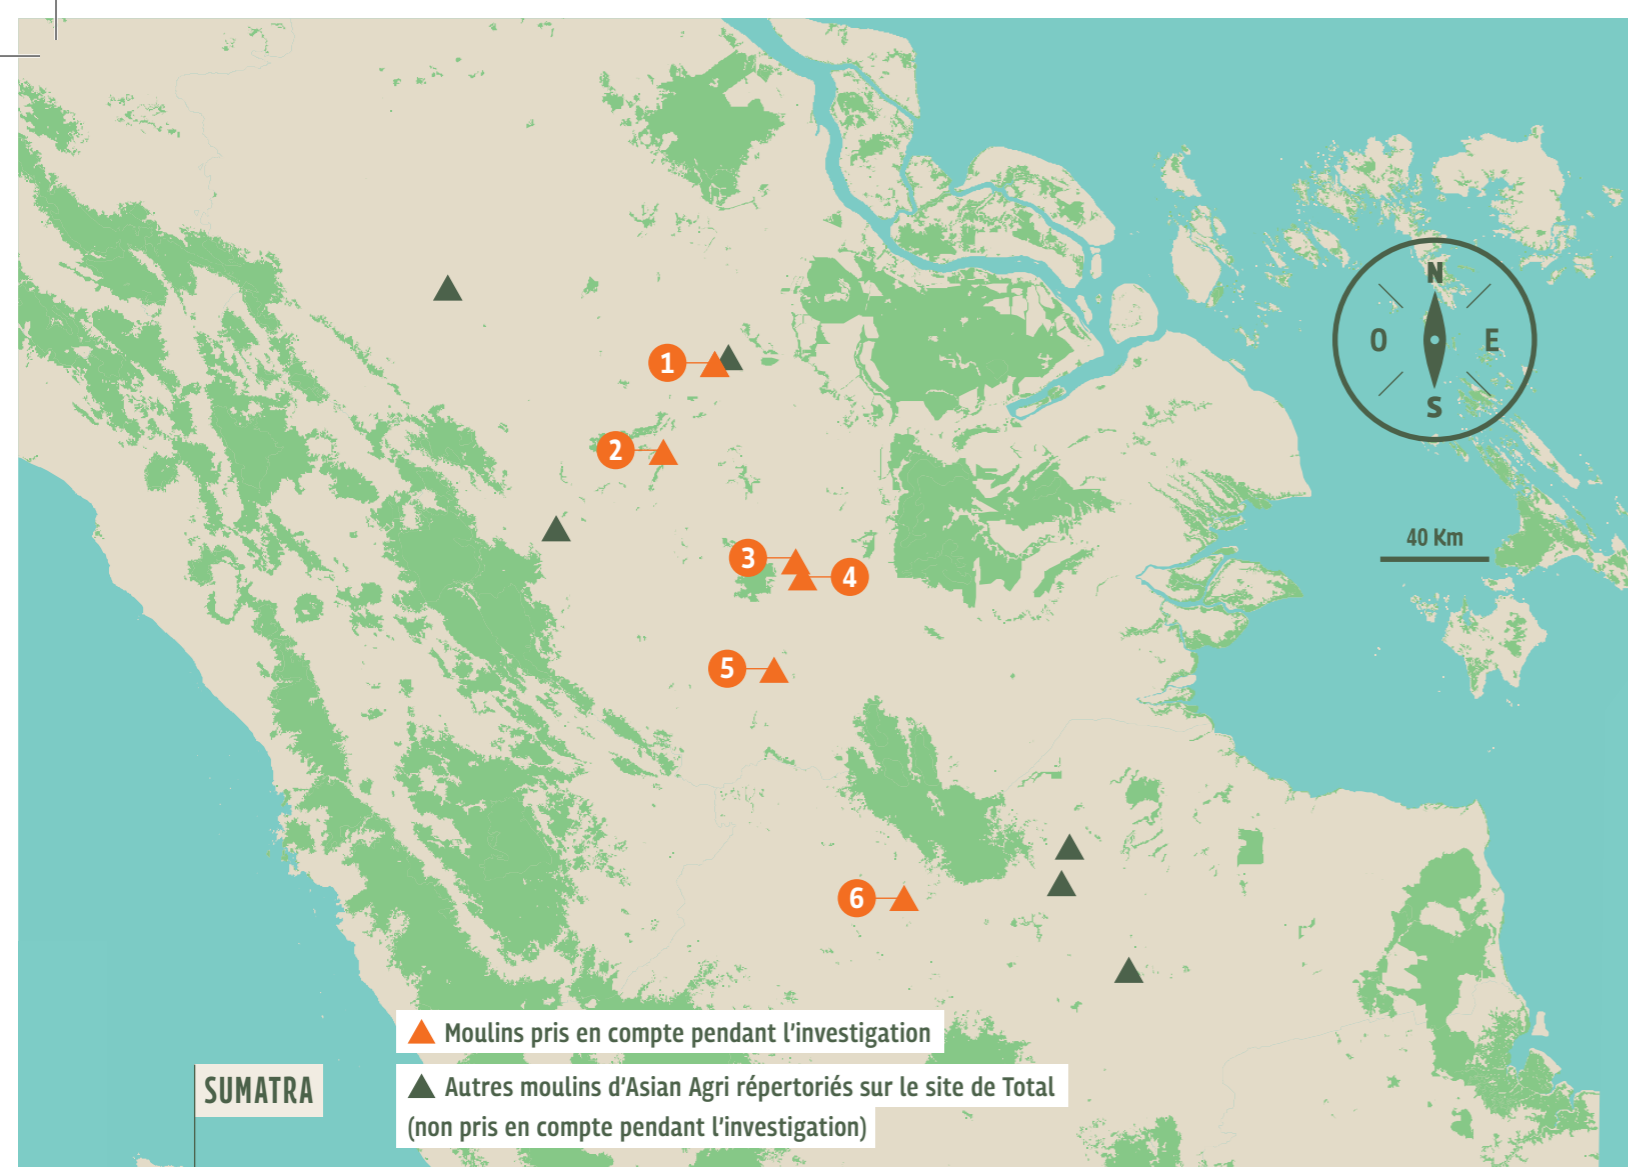 N
O
E
S
1
2
40 Km
3
4
5
6
Moulins pris en compte pendant l'investigation
SUMATRA
Autres moulins d'Asian Agri répertoriés sur le site de Total
(non pris en compte pendant l'investigation)